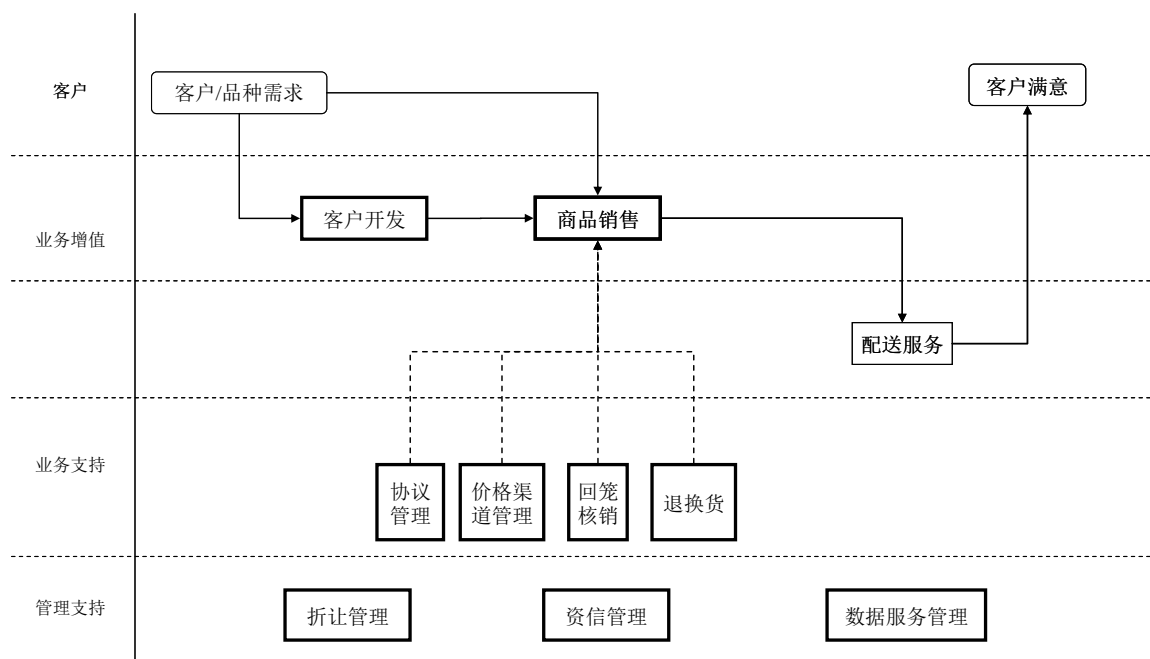 客户
客户/品种需求
客户满意
业务增值
客户开发
商品销售
配送服务
业务支持
协议
管理
价格渠
道管理
回笼
核销
退换货
管理支持
折让管理
资信管理
数据服务管理